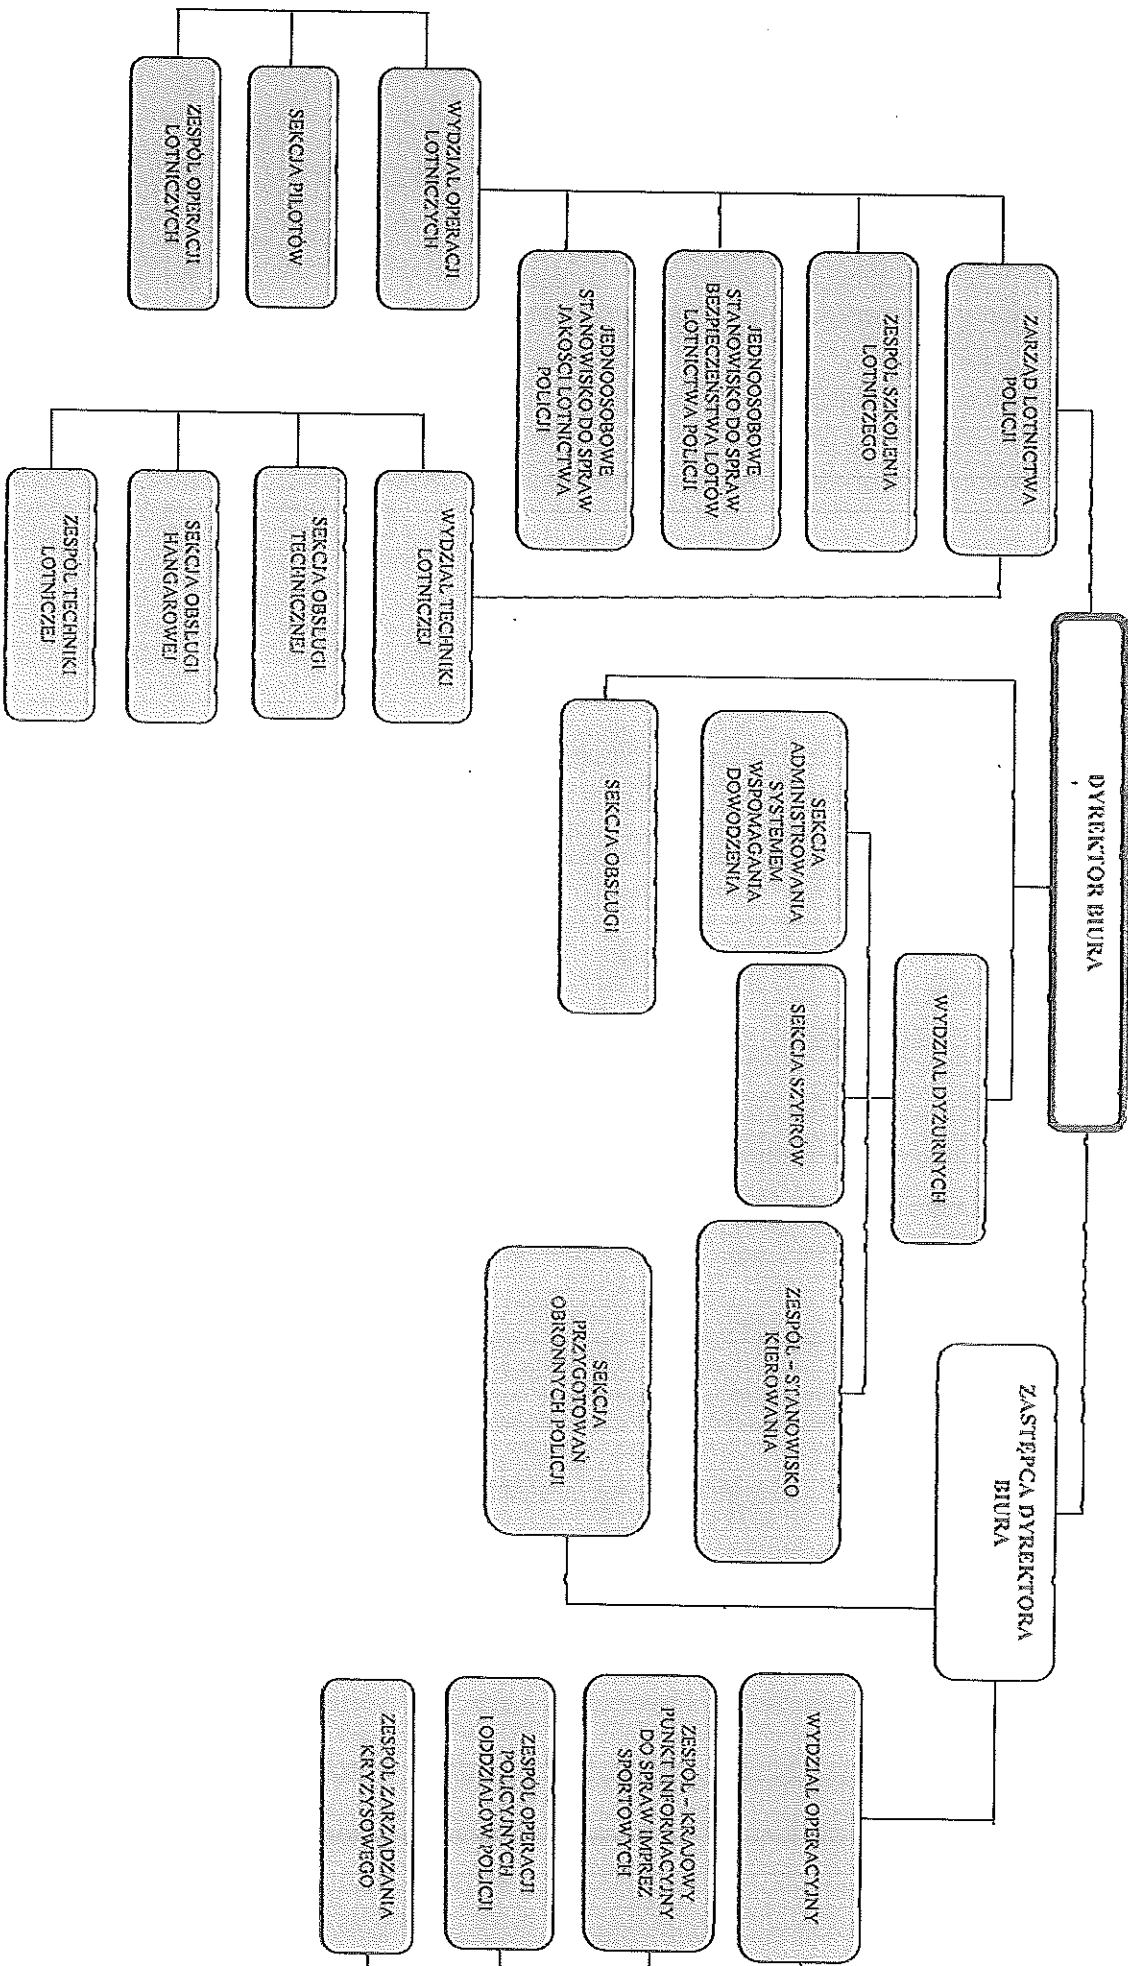 DYREKTOR BIURA
ZASTĘPCA DYREKTORA
BIURA
ZARZĄD LOTNICTWA
POLICJI
ZESPÓŁ SZKOLENIA
LOTNICZEGO
JEDNOOSOBOWE
STANOWISKO DO SPRAW
BEZPIECZEŃSTWA LOTÓW
LOTNICTWA POLICJI
JEDNOOSOBOWE
STANOWISKO DO SPRAW
JAKOŚCI LOTNICTWA
POLICJI
WYDZIAŁ OPERACJI
LOTNICZYCH
SEKCJA PILOTÓW
ZESPÓŁ OPERACJI
LOTNICZYCH
WYDZIAŁ TECHNIKI
LOTNICZEJ
SEKCJA OBSŁUGI
TECHNICZNEJ
SEKCJA OBSŁUGI
HANGAROWEJ
ZESPÓŁ TECHNIKI
LOTNICZEJ
WYDZIAŁ DYŻURNYCH
SEKCJA
ADMINISTROWANIA
SYSTEMEM
WSPOMAGANIA
DOWODZENIA
SEKCJA SZYFRÓW
ZESPÓŁ – STANOWISKO
KIEROWANIA
SEKCJA OBSŁUGI
SEKCJA
PRZYGOTOWAŃ
OBRONNYCH POLICJI
WYDZIAŁ OPERACYJNY
ZESPÓŁ – KRAJOWY
PUNKT INFORMACYJNY
DO SPRAW IMPREZ
SPORTOWYCH
ZESPÓŁ OPERACJI
POLICYJNYCH
I ODDZIAŁÓW POLICJI
ZESPÓŁ ZARZĄDZANIA
KRYZYSOWEGO